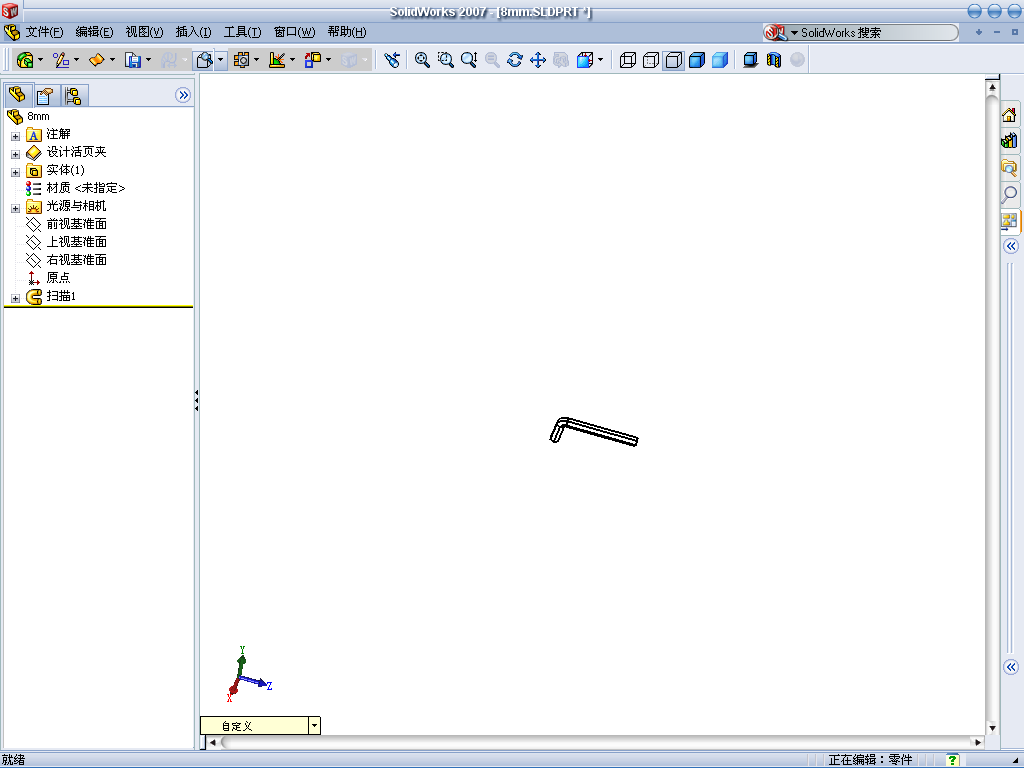 SolidWorks 2007 - [8mm.SLDPRT *]
文件(F) 编辑(E) 视图(V) 插入(I) 工具(T) 窗口(W) 帮助(H) SolidWorks 搜索
8mm
注解
设计活页夹
实体(1)
材质 <未指定>
光源与相机
前视基准面
上视基准面
右视基准面
原点
扫描1
Y
Z
X
自定义
就绪 正在编辑：零件